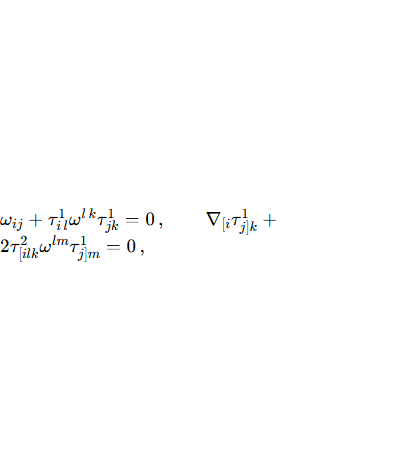 ω_{ij} + τ^1_{i l} ω^{l k} τ^1_{jk} = 0 , ∇_{[i} τ^1_{j]k} +
2τ^2_{[ilk} ω^{lm} τ^1_{j]m} = 0 ,